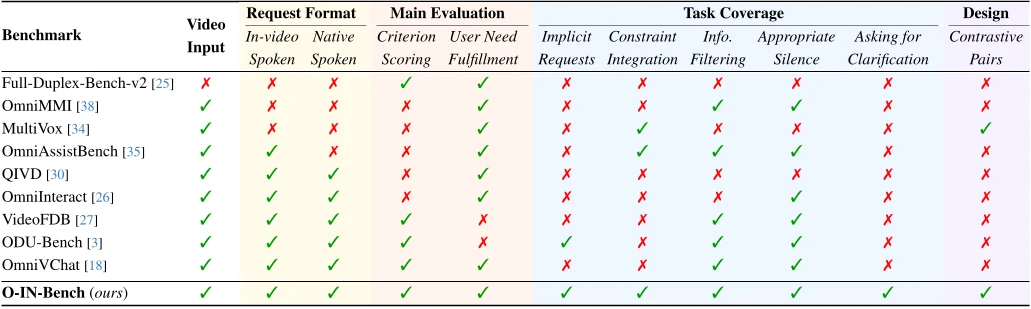 Benchmark Video Input Request Format Main Evaluation Task Coverage Design
In-video Spoken Native Spoken Criterion Scoring User Need Fulfillment Implicit Requests Constraint Integration Info. Filtering Appropriate Silence Asking for Clarification Contrastive Pairs
Full-Duplex-Bench-v2 [25] ✗ ✗ ✗ ✓ ✓ ✗ ✗ ✗ ✗ ✗ ✗
OmniMMI [38] ✓ ✗ ✗ ✗ ✓ ✗ ✗ ✓ ✓ ✗ ✗
MultiVox [34] ✓ ✗ ✗ ✗ ✓ ✗ ✓ ✗ ✗ ✗ ✓
OmniAssistBench [35] ✓ ✓ ✗ ✗ ✓ ✗ ✓ ✓ ✓ ✗ ✗
QIVD [30] ✓ ✓ ✓ ✗ ✓ ✗ ✗ ✗ ✗ ✗ ✗
OmniInteract [26] ✓ ✓ ✓ ✗ ✓ ✗ ✗ ✗ ✓ ✗ ✗
VideoFDB [27] ✓ ✓ ✓ ✓ ✗ ✗ ✗ ✓ ✓ ✗ ✗
ODU-Bench [3] ✓ ✓ ✓ ✓ ✗ ✓ ✗ ✓ ✓ ✗ ✗
OmniVChat [18] ✓ ✓ ✓ ✓ ✓ ✗ ✗ ✓ ✓ ✗ ✗
O-IN-Bench (ours) ✓ ✓ ✓ ✓ ✓ ✓ ✓ ✓ ✓ ✓ ✓